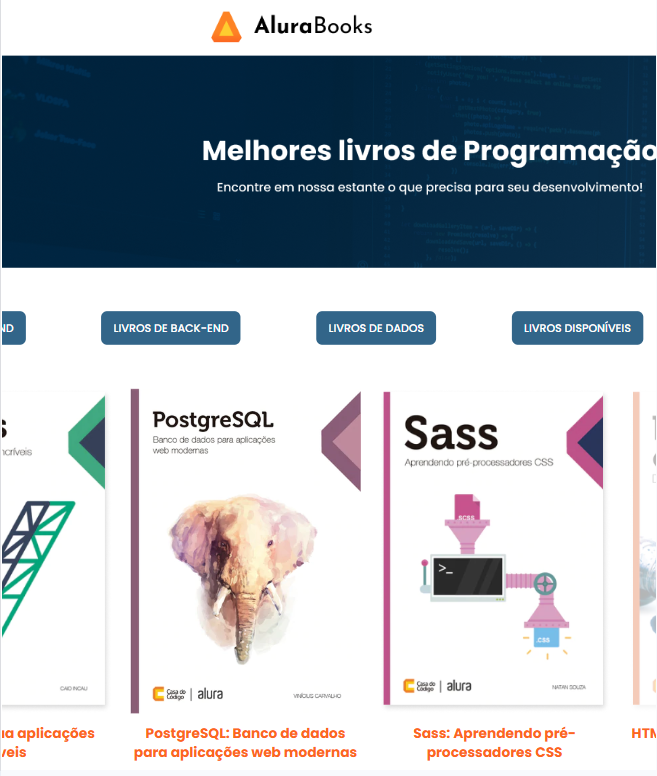 AluraBooks
Melhores livros de Programação
Encontre em nossa estante o que precisa para seu desenvolvimento!
ND
LIVROS DE BACK-END
LIVROS DE DADOS
LIVROS DISPONÍVEIS
s
ncríveis
CAIO INCAU
PostgreSQL
Banco de dados para aplicações
web modernas
Casa do
Código
alura
VINÍCIUS CARVALHO
Sass
Aprendendo pré-processadores CSS
SCSS
>_
.CSS
Casa do
Código
alura
NATAN SOUZA
ua aplicações
veis
PostgreSQL: Banco de dados
para aplicações web modernas
Sass: Aprendendo pré-
processadores CSS
HTM